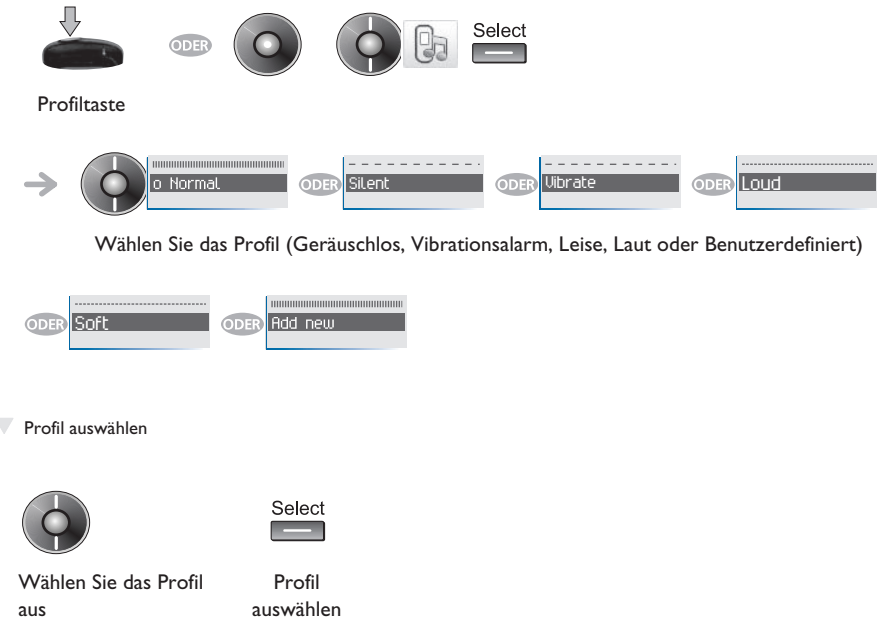 ODER Select
Profiltaste
o Normal ODER Silent ODER Vibrate ODER Loud
Wählen Sie das Profil (Geräuschlos, Vibrationsalarm, Leise, Laut oder Benutzerdefiniert)
ODER Soft ODER Add new
Profil auswählen
Select
Wählen Sie das Profil
aus
Profil
auswählen